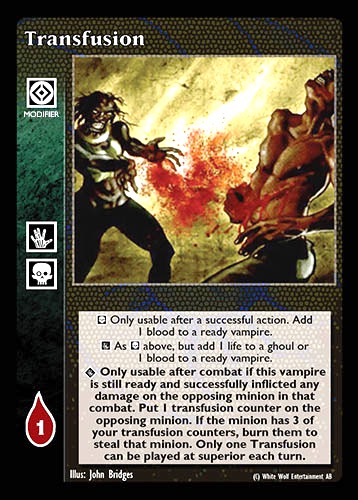 Transfusion
MODIFIER
Only usable after a successful action. Add
1 blood to a ready vampire.
As above, but add 1 life to a ghoul or
1 blood to a ready vampire.
Only usable after combat if this vampire
is still ready and successfully inflicted any
damage on the opposing minion in that
combat. Put 1 transfusion counter on the
opposing minion. If the minion has 3 of
your transfusion counters, burn them to
steal that minion. Only one Transfusion
can be played at superior each turn.
1
Illus: John Bridges
(C) White Wolf Entertainment AB